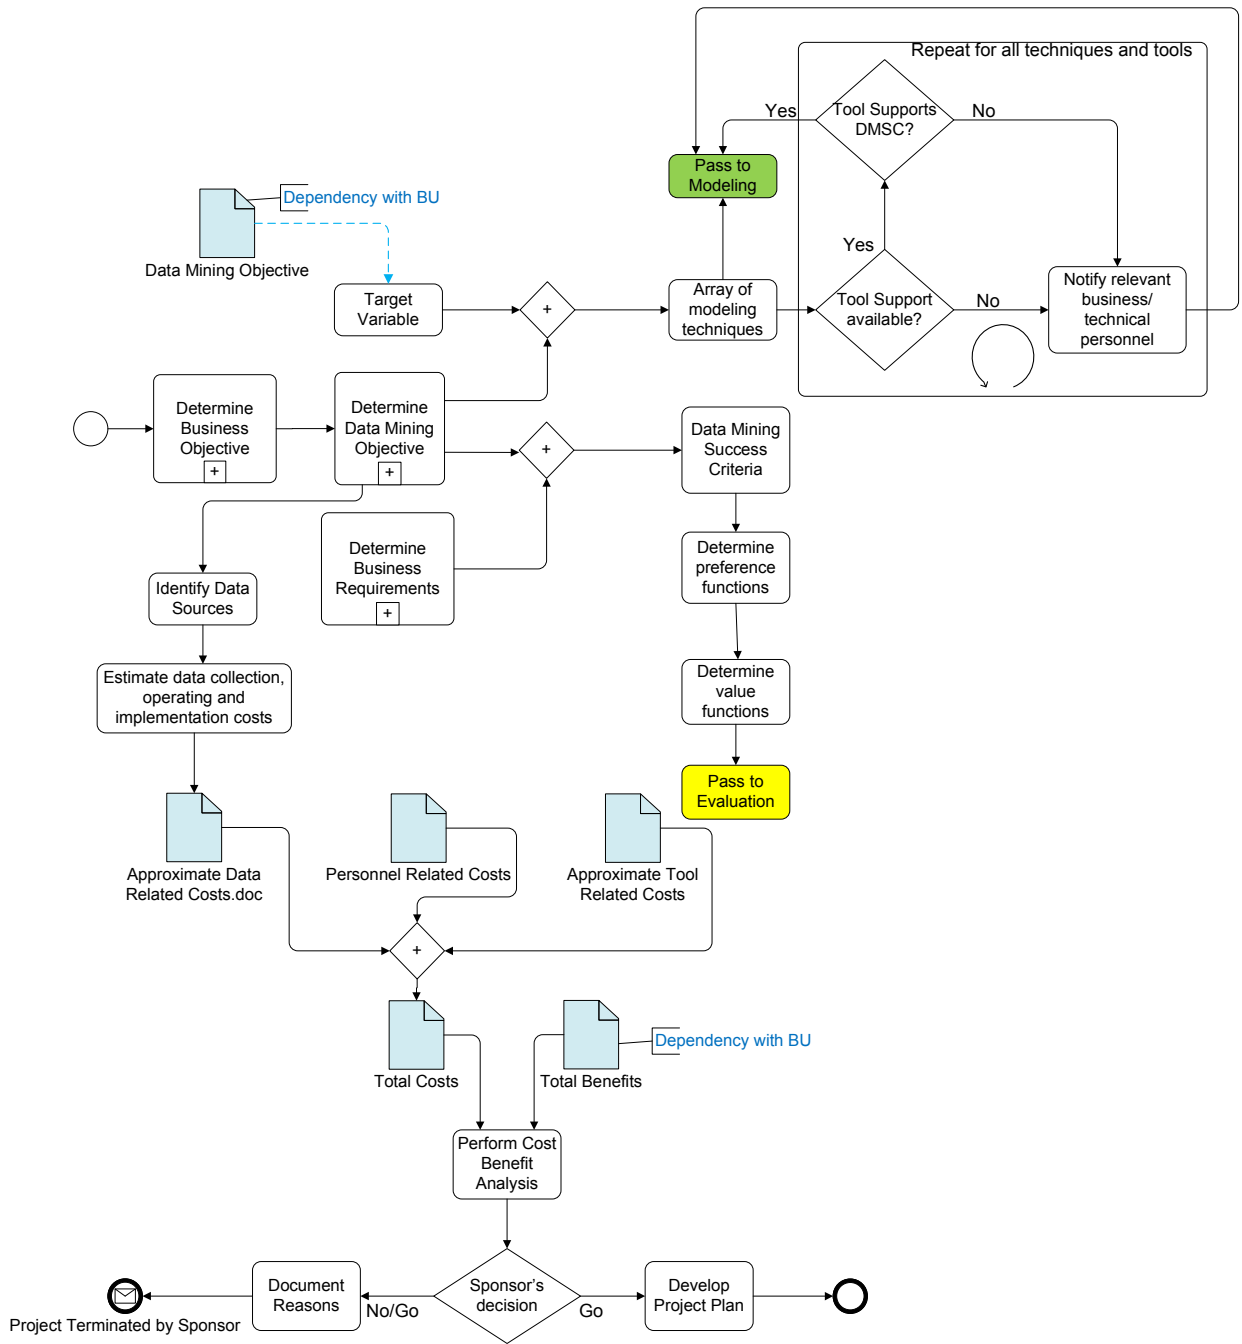 Repeat for all techniques and tools
Tool Supports
DMSC?
Yes
No
Pass to
Modeling
Dependency with BU
Data Mining Objective
Yes
Target
Variable
+
Array of
modeling
techniques
Tool Support
available?
No
Notify relevant
business/
technical
personnel
Determine
Business
Objective
+
Determine
Data Mining
Objective
+
+
Data Mining
Success
Criteria
Determine
Business
Requirements
+
Determine
preference
functions
Identify Data
Sources
Estimate data collection,
operating and
implementation costs
Determine
value
functions
Pass to
Evaluation
Approximate Data
Related Costs.doc
Personnel Related Costs
Approximate Tool
Related Costs
+
Total Costs
Total Benefits
Dependency with BU
Perform Cost
Benefit
Analysis
Sponsor's
decision
No/Go
Go
Document
Reasons
Develop
Project Plan
Project Terminated by Sponsor